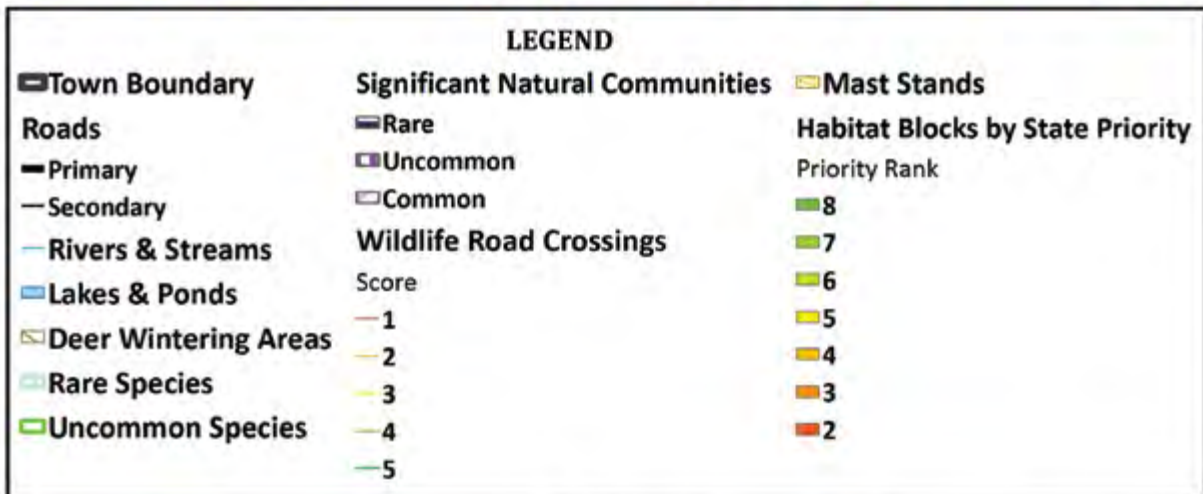 LEGEND
Town Boundary
Roads
Primary
Secondary
Rivers & Streams
Lakes & Ponds
Deer Wintering Areas
Rare Species
Uncommon Species
Significant Natural Communities
Rare
Uncommon
Common
Wildlife Road Crossings
Score
1
2
3
4
5
Mast Stands
Habitat Blocks by State Priority
Priority Rank
8
7
6
5
4
3
2